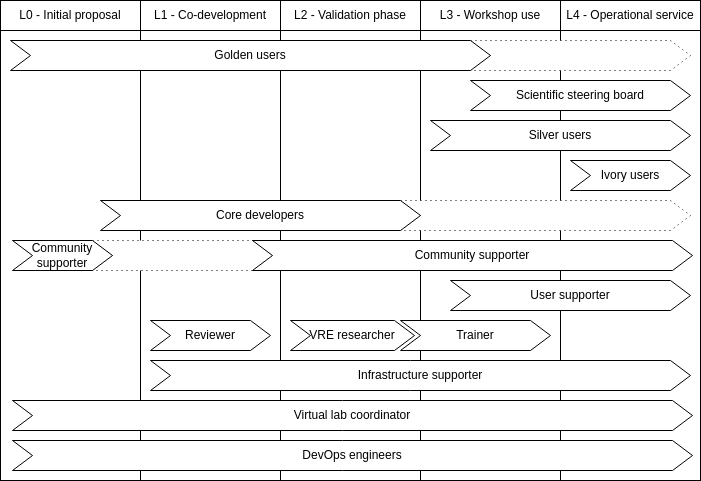 L0 - Initial proposal
L1 - Co-development
L2 - Validation phase
L3 - Workshop use
L4 - Operational service
Golden users
Scientific steering board
Silver users
Ivory users
Core developers
Community
supporter
Community supporter
User supporter
Reviewer
VRE researcher
Trainer
Infrastructure supporter
Virtual lab coordinator
DevOps engineers